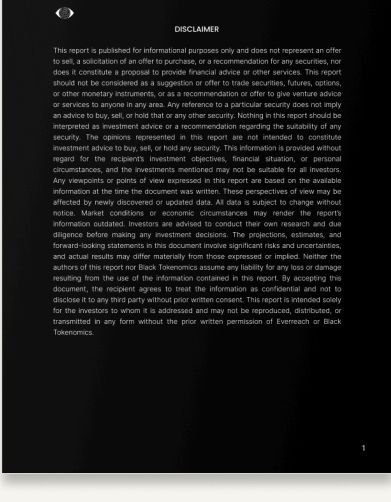 DISCLAIMER
This report is published for informational purposes only and does not represent an offer
to sell, a solicitation of an offer to purchase, or a recommendation for any securities, nor
does it constitute a proposal to provide financial advice or other services. This report
should not be considered as a suggestion or offer to trade securities, futures, options,
or other monetary instruments, or as a recommendation or offer to give venture advice
or services to anyone in any area. Any reference to a particular security does not imply
an advice to buy, sell, or hold that or any other security. Nothing in this report should be
interpreted as investment advice or a recommendation regarding the suitability of any
security. The opinions represented in this report are not intended to constitute
investment advice to buy, sell, or hold any security. This information is provided without
regard for the recipient's investment objectives, financial situation, or personal
circumstances, and the investments mentioned may not be suitable for all investors.
Any viewpoints or points of view expressed in this report are based on the available
information at the time the document was written. These perspectives of view may be
affected by newly discovered or updated data. All data is subject to change without
notice. Market conditions or economic circumstances may render the report's
information outdated. Investors are advised to conduct their own research and due
diligence before making any investment decisions. The projections, estimates, and
forward-looking statements in this document involve significant risks and uncertainties,
and actual results may differ materially from those expressed or implied. Neither the
authors of this report nor Black Tokenomics assume any liability for any loss or damage
resulting from the use of the information contained in this report. By accepting this
document, the recipient agrees to treat the information as confidential and not to
disclose it to any third party without prior written consent. This report is intended solely
for the investors to whom it is addressed and may not be reproduced, distributed, or
transmitted in any form without the prior written permission of Everreach or Black
Tokenomics.
1